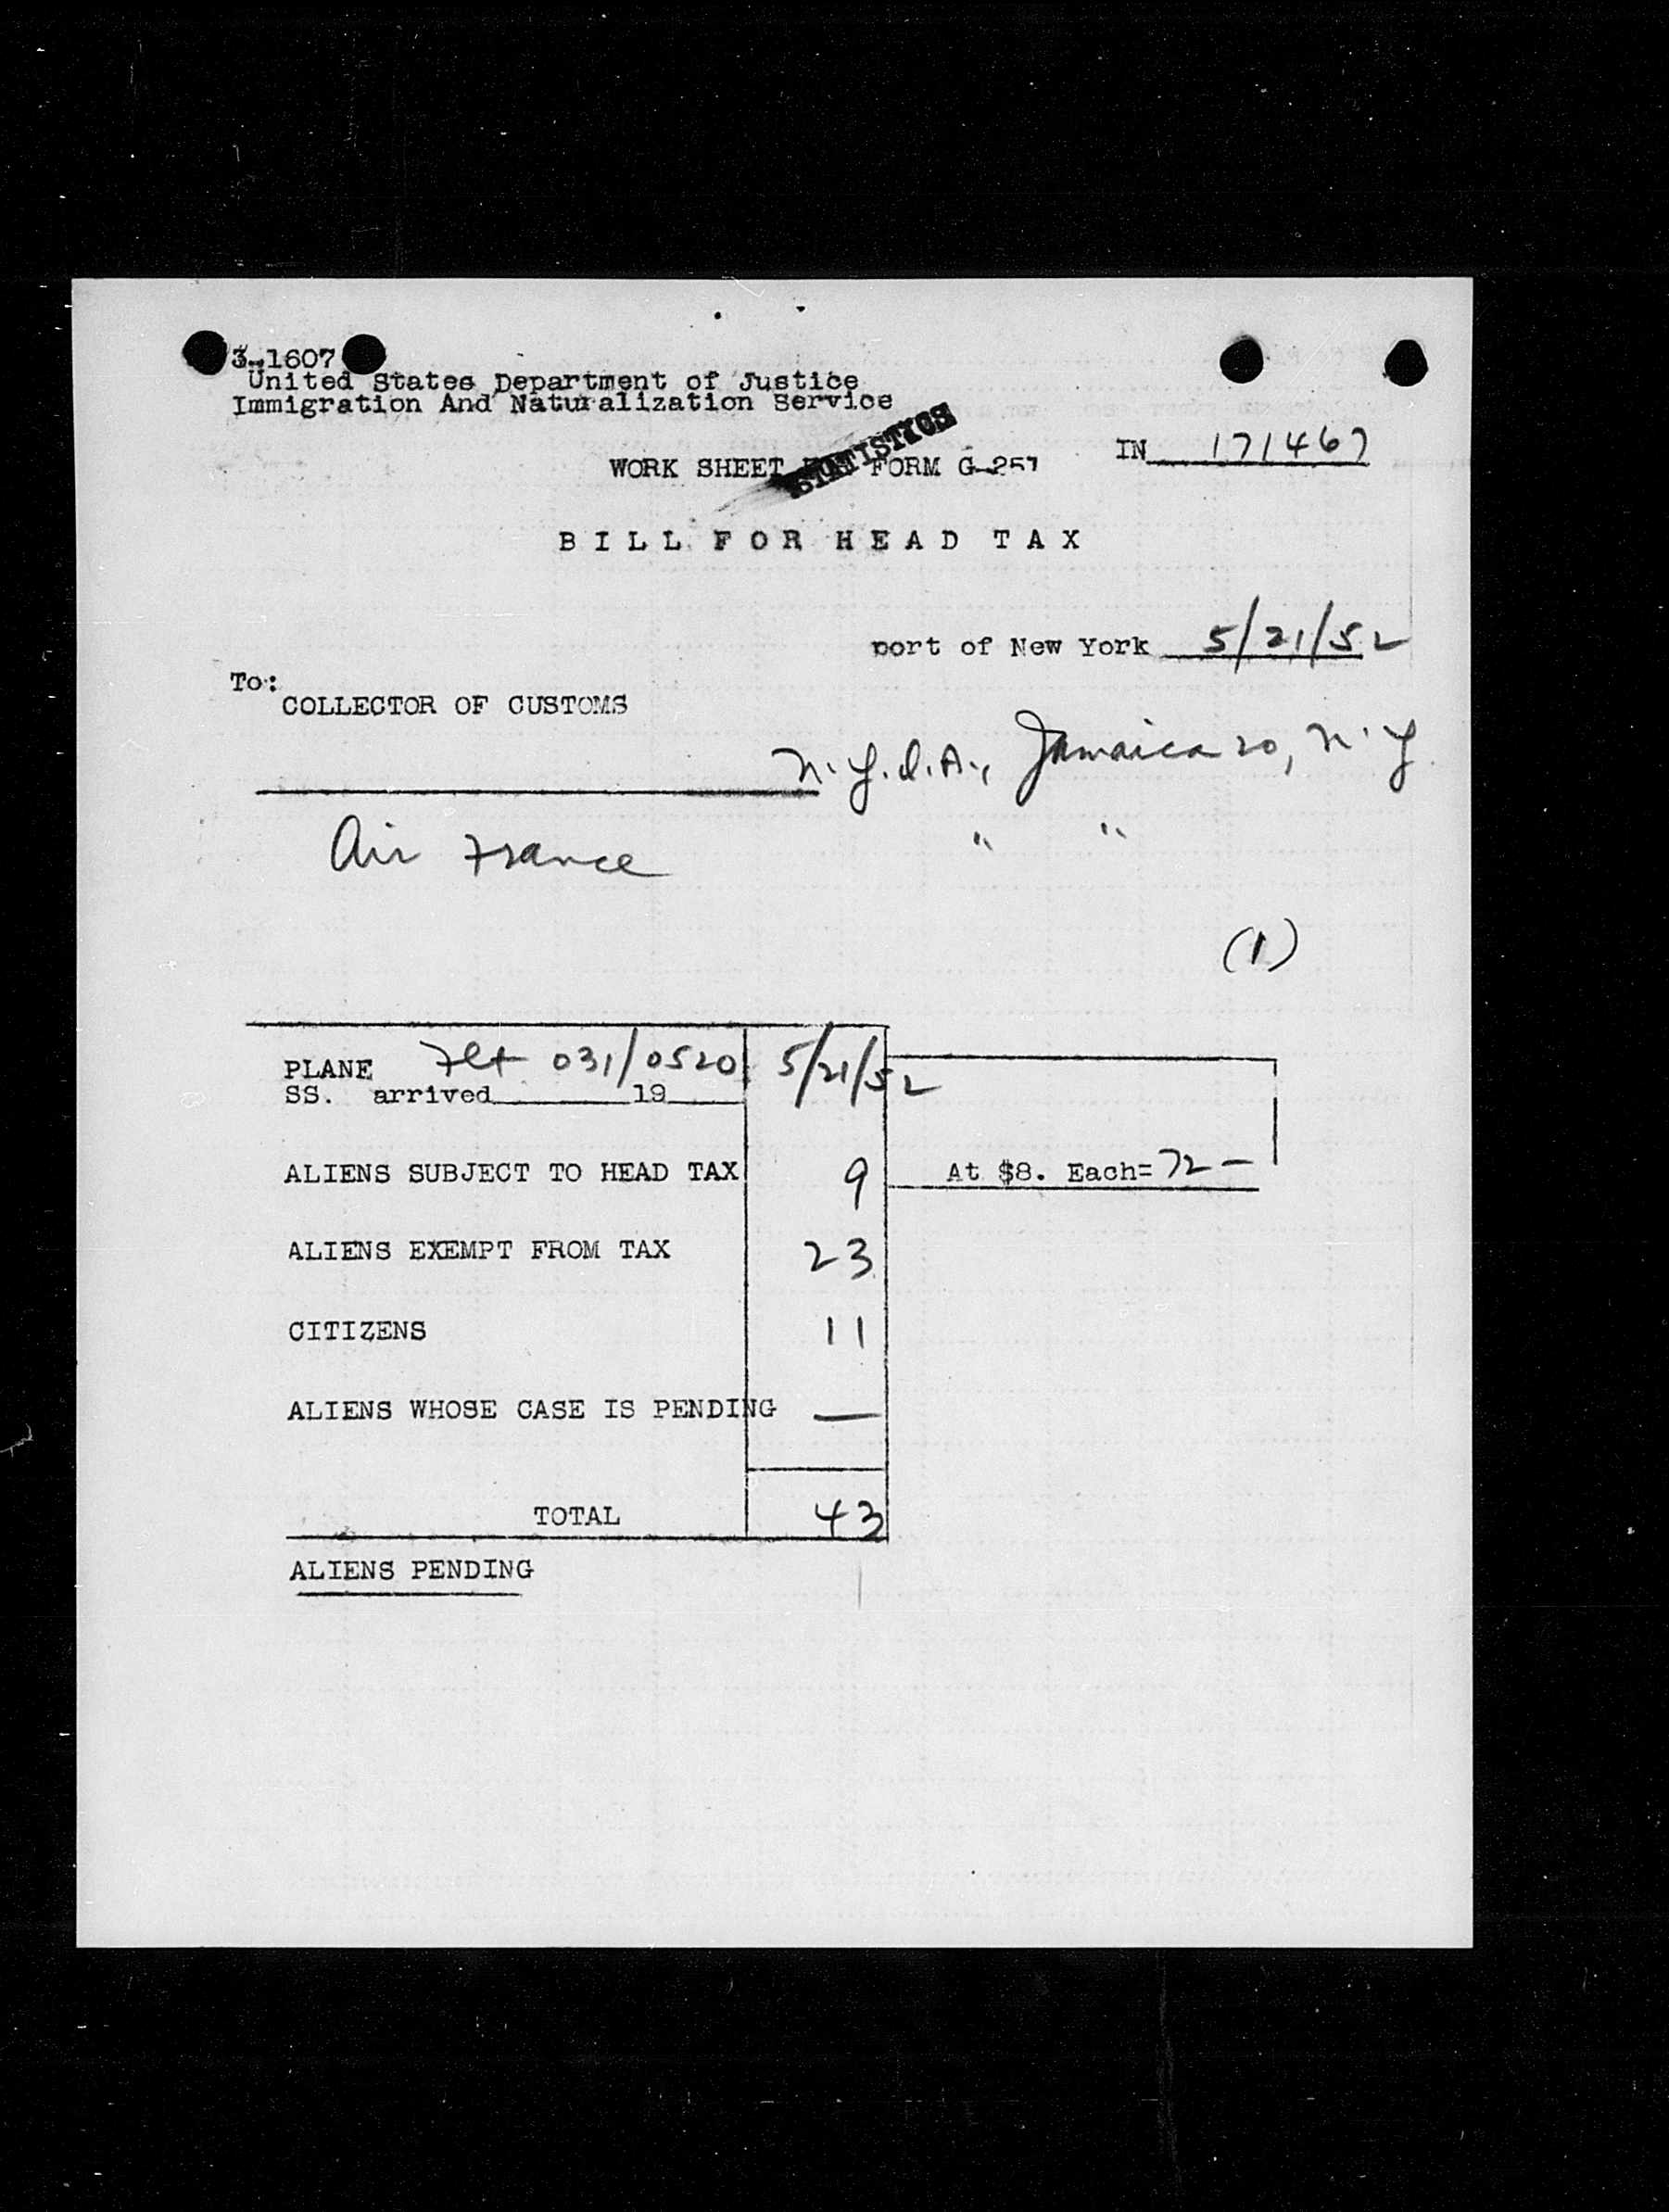 3-1607
United States Department of Justice
Immigration And Naturalization Service
STATISTICS
WORK SHEET FORM G-257
IN 171467
BILL FOR HEAD TAX
port of New York 5/21/52
To:
COLLECTOR OF CUSTOMS
N.Y.I.A., Jamaica 20, N.Y.
Air France " "
(1)
PLANE Flt 031/0520 5/21/52
SS. arrived 19
ALIENS SUBJECT TO HEAD TAX 9 At $8. Each= 72 —
ALIENS EXEMPT FROM TAX 23
CITIZENS 11
ALIENS WHOSE CASE IS PENDING —
TOTAL 43
ALIENS PENDING